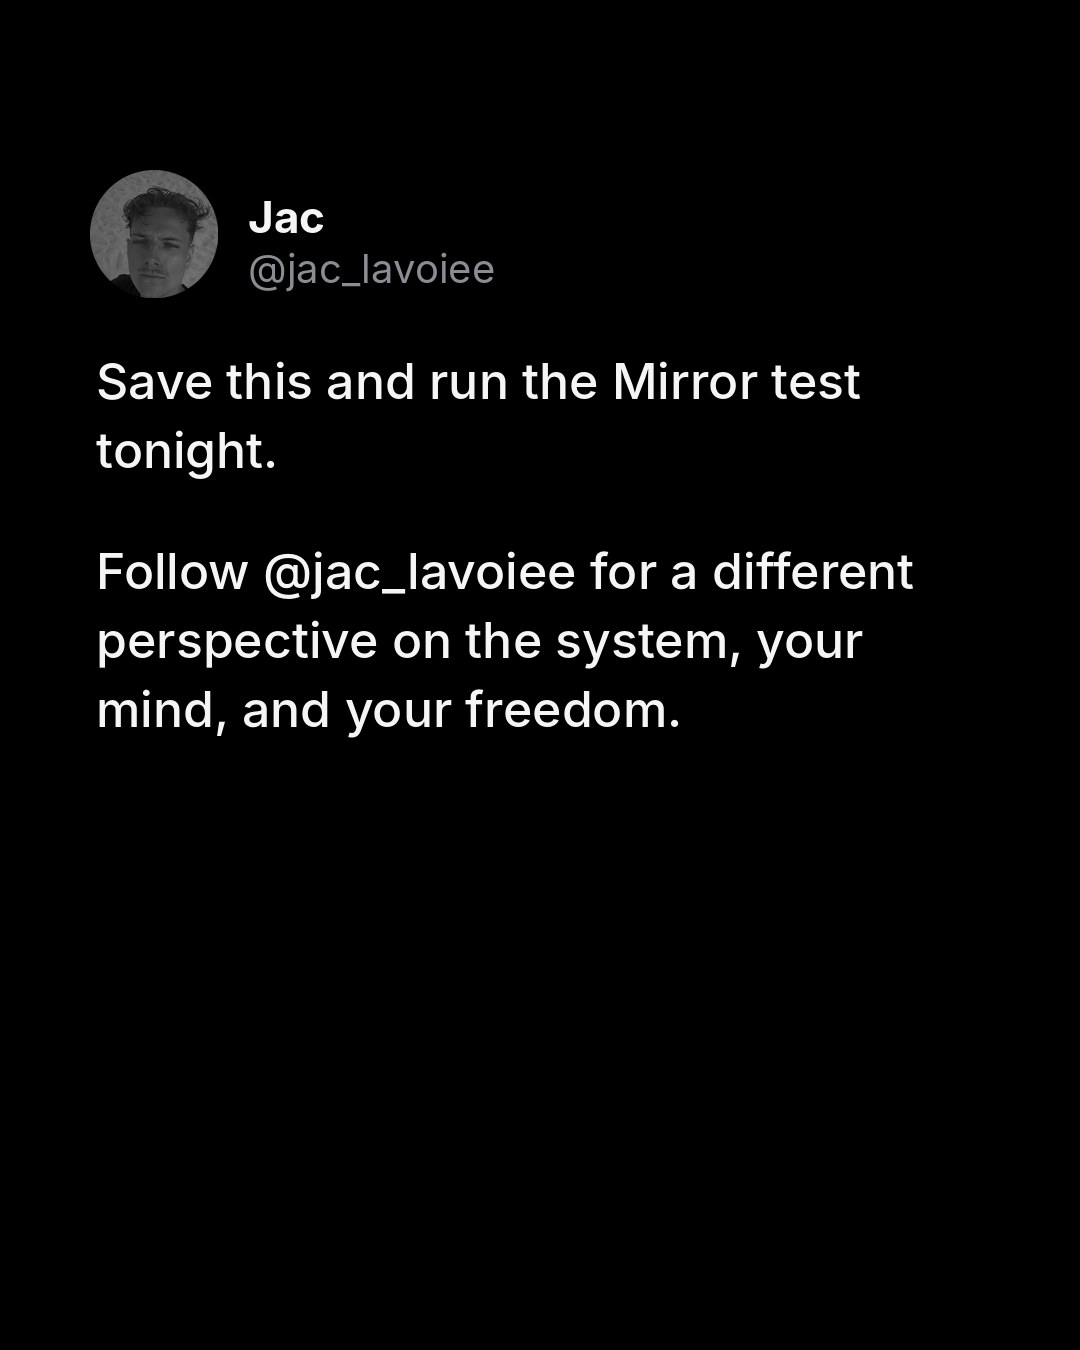 Jac
@jac_lavoiee
Save this and run the Mirror test
tonight.
Follow @jac_lavoiee for a different
perspective on the system, your
mind, and your freedom.